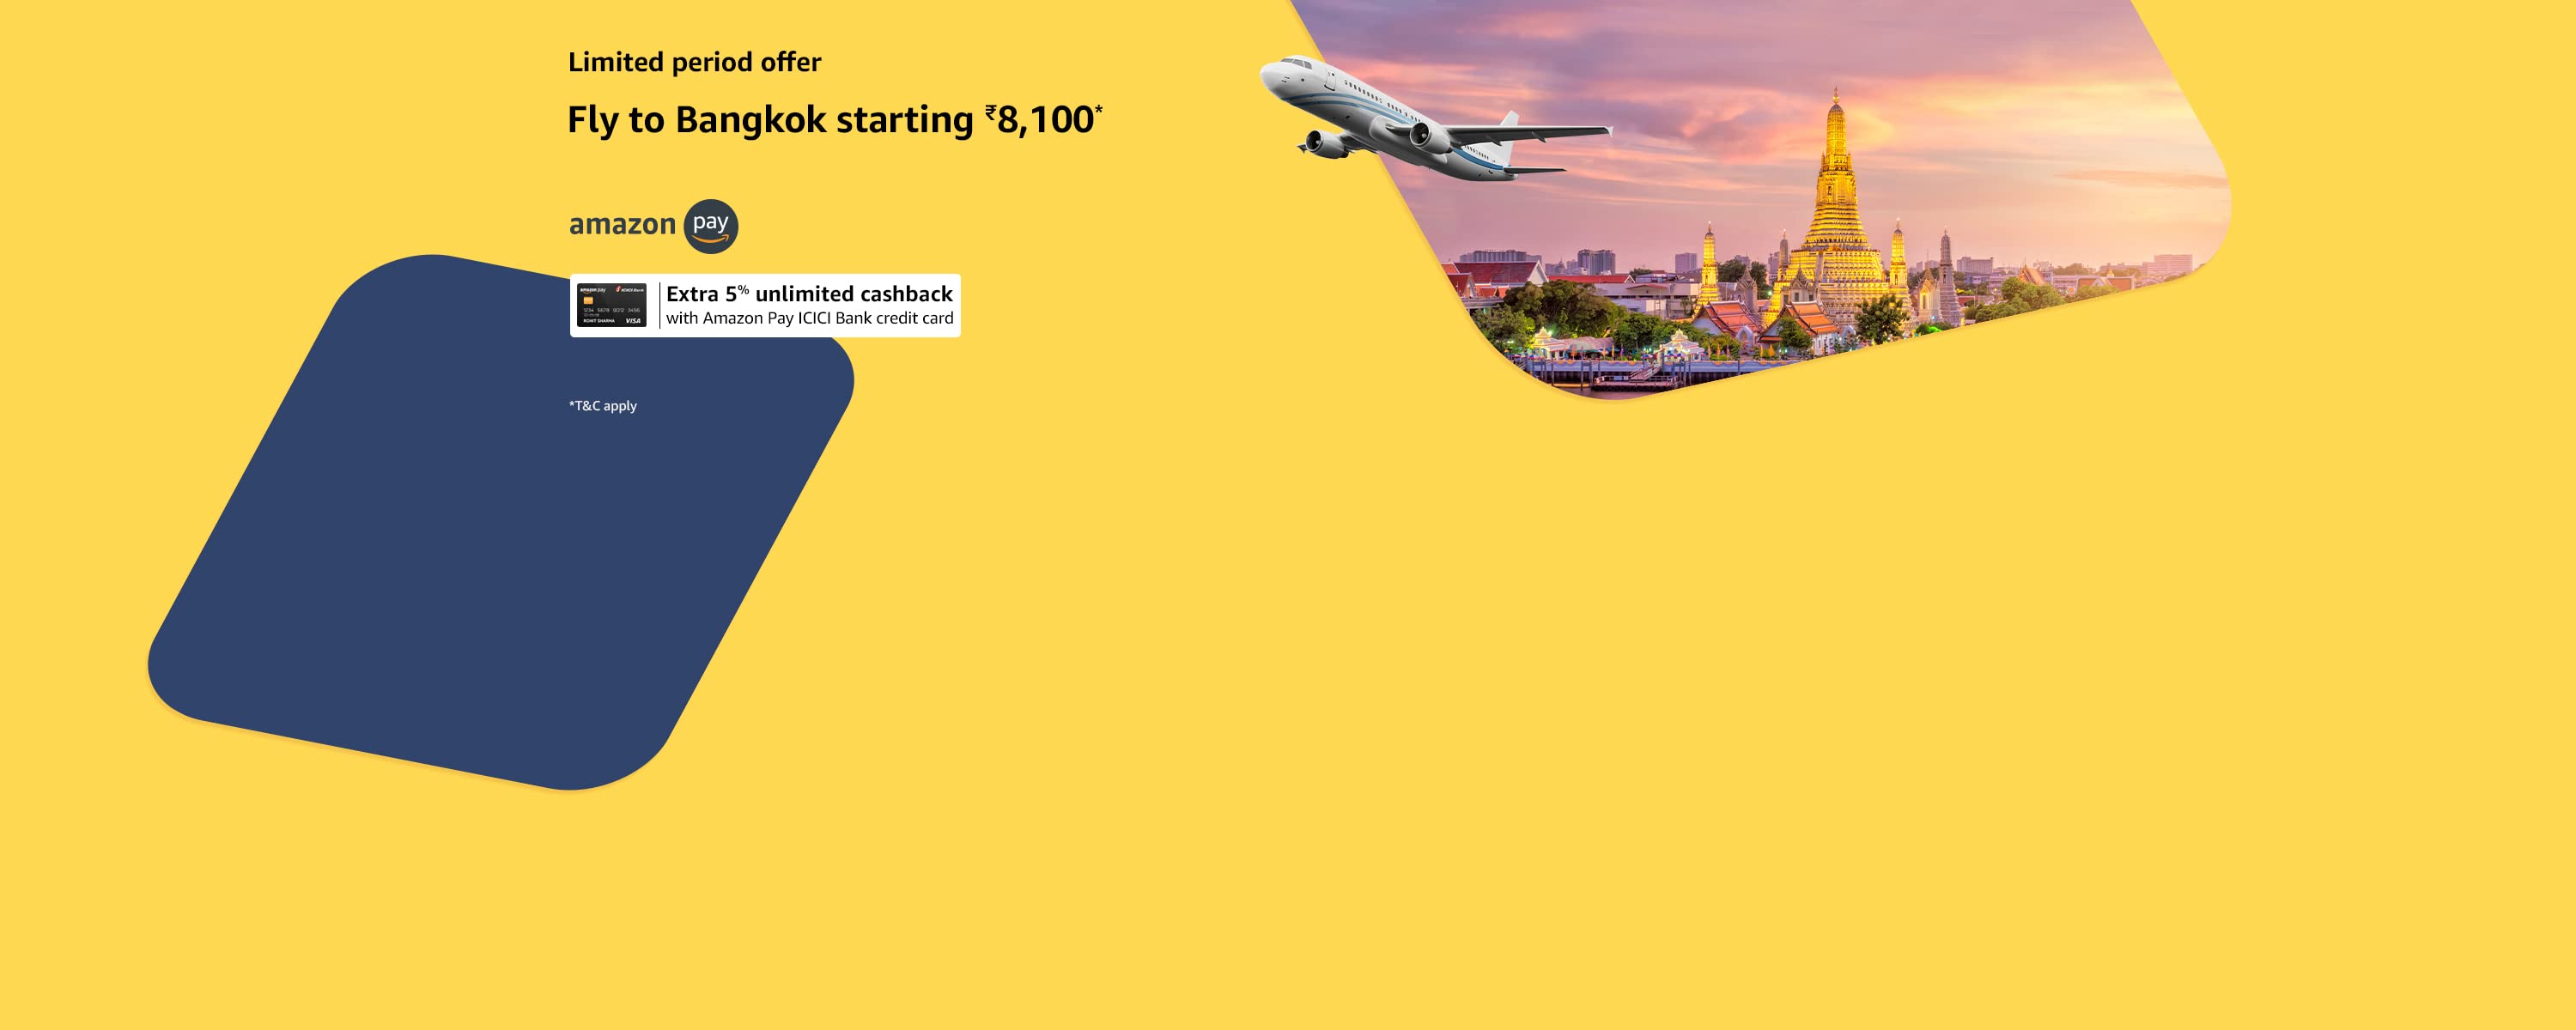 Limited period offer
Fly to Bangkok starting ₹8,100*
amazon pay
amazon pay ICICI Bank
1234 5678 9012 3456
ROHIT SHARMA VISA
Extra 5% unlimited cashback
with Amazon Pay ICICI Bank credit card
*T&C apply